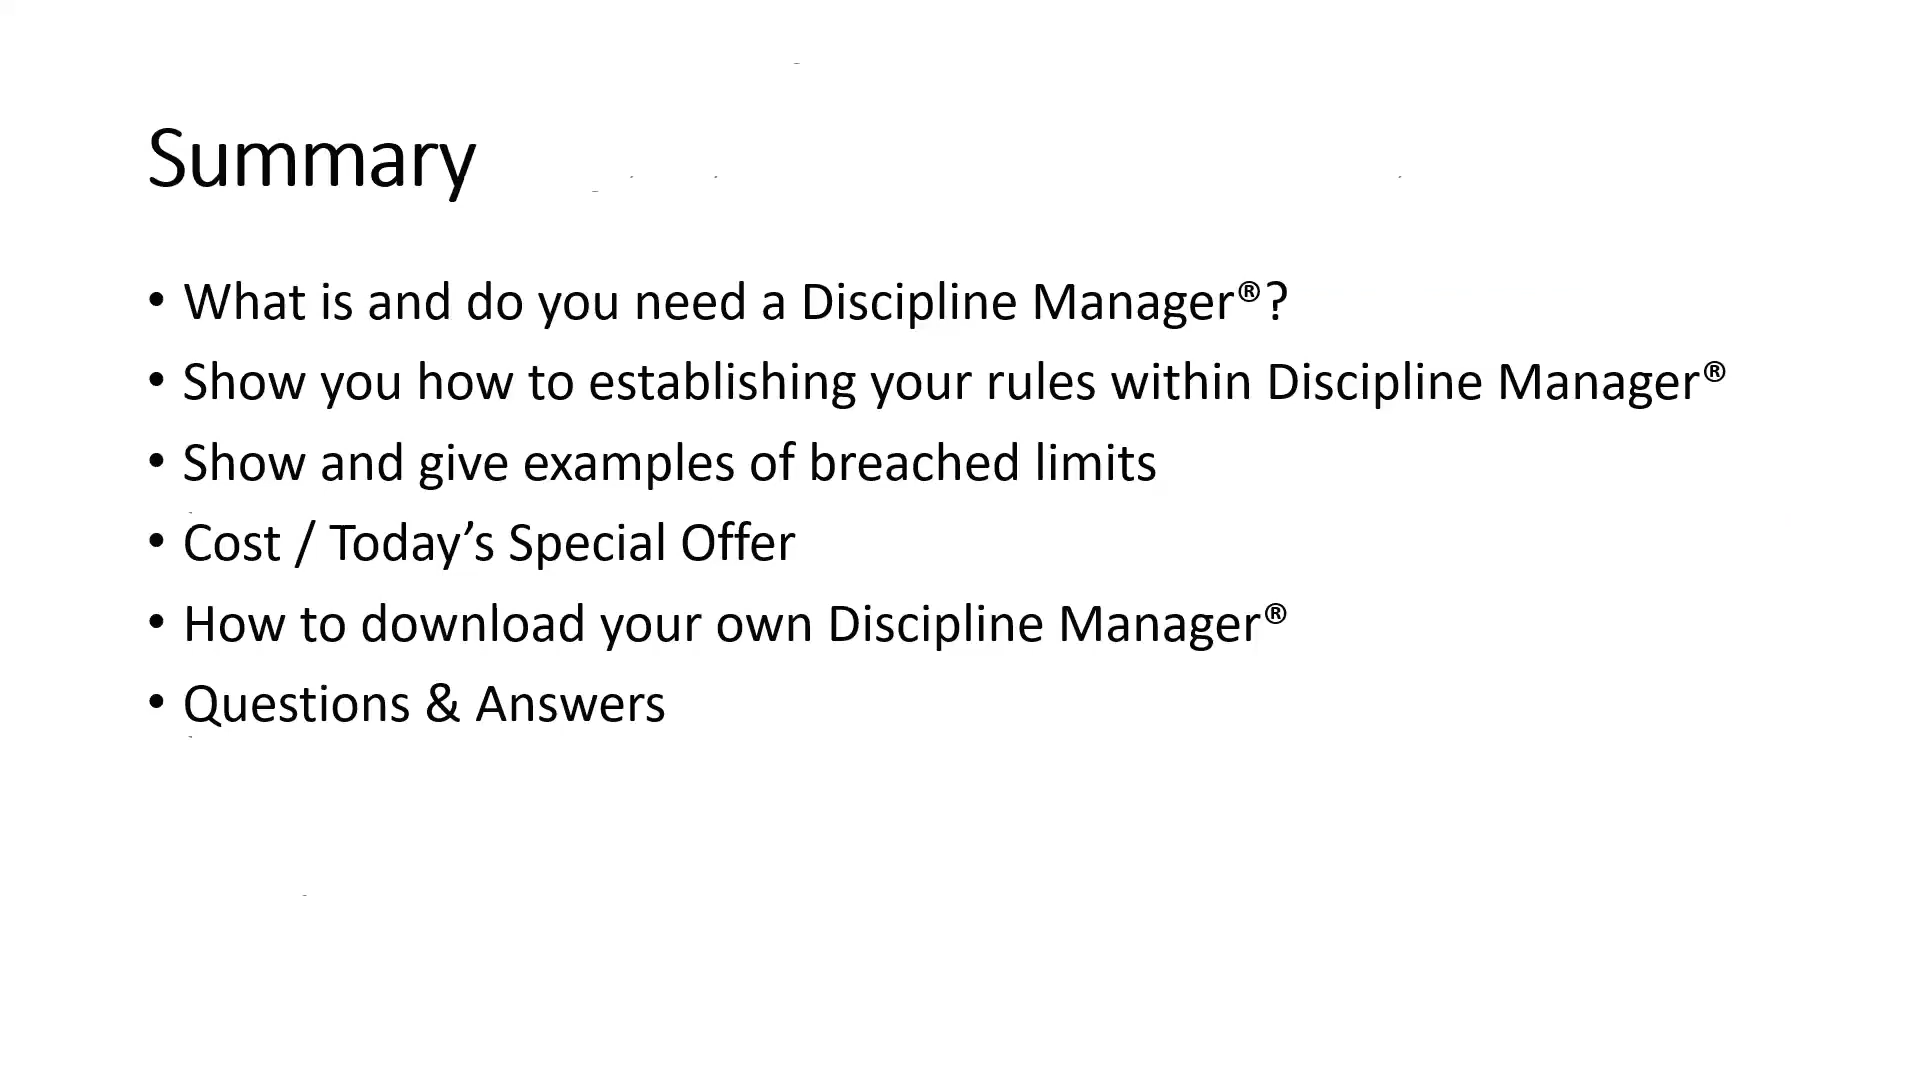 Summary
• What is and do you need a Discipline Manager®?
• Show you how to establishing your rules within Discipline Manager®
• Show and give examples of breached limits
• Cost / Today’s Special Offer
• How to download your own Discipline Manager®
• Questions & Answers